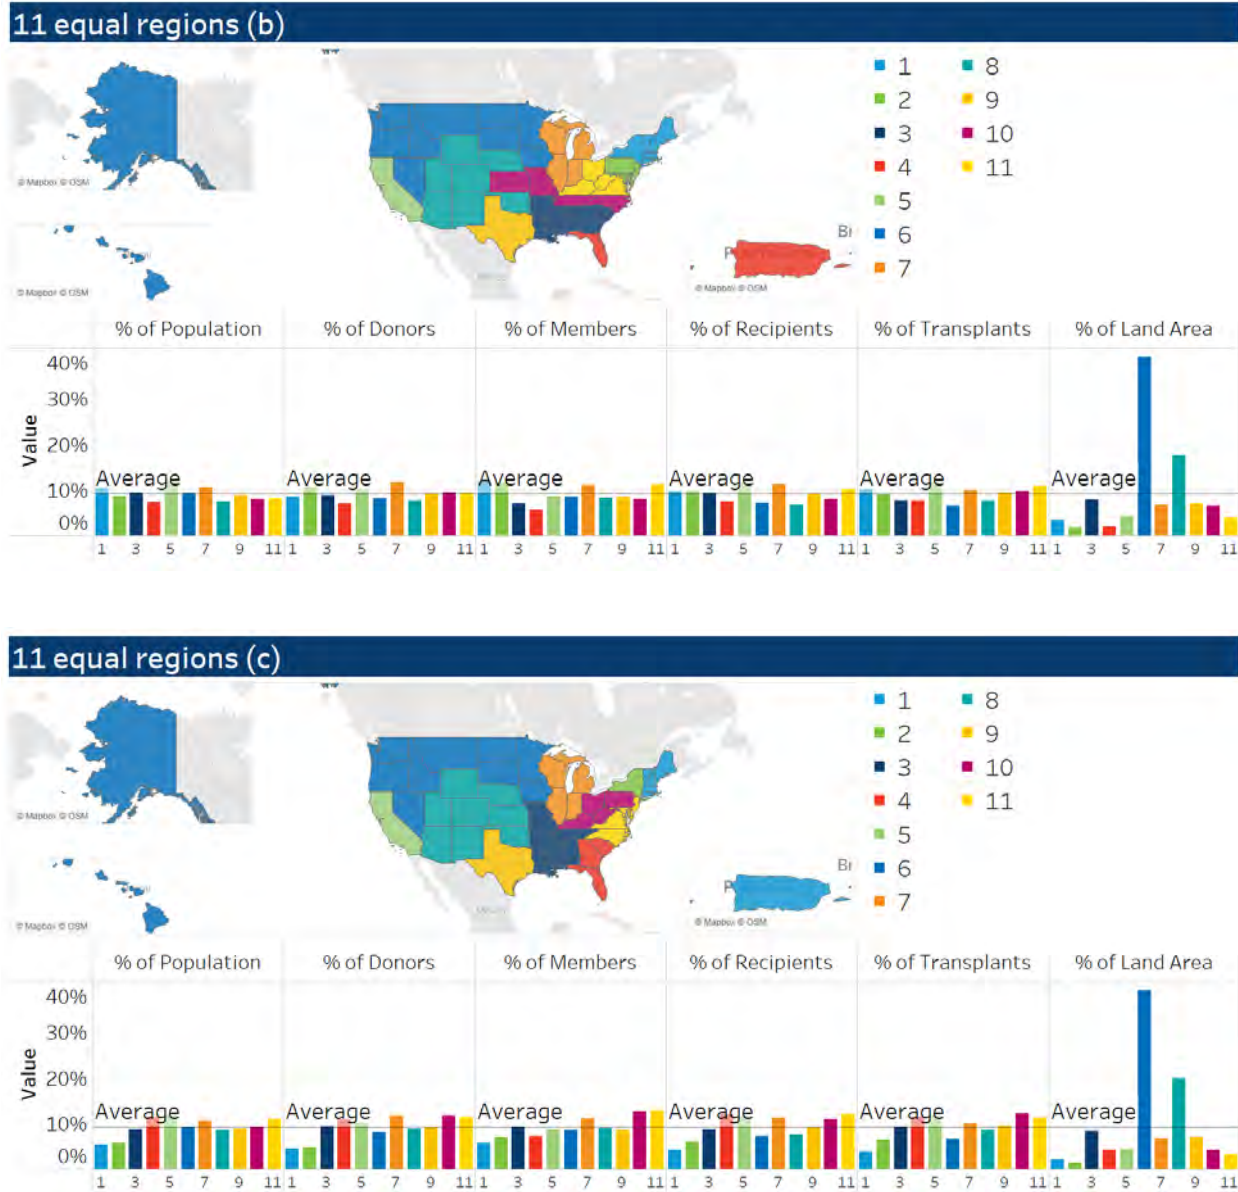 11 equal regions (b)
1 8
2 9
3 10
4 11
5
6
7
© Mapbox © OSM
© Mapbox © OSM
© Mapbox © OSM
% of Population % of Donors % of Members % of Recipients % of Transplants % of Land Area
Value
40%
30%
20%
10%
0%
Average Average Average Average Average Average
1 3 5 7 9 11 1 3 5 7 9 11 1 3 5 7 9 11 1 3 5 7 9 11 1 3 5 7 9 11 1 3 5 7 9 11
11 equal regions (c)
1 8
2 9
3 10
4 11
5
6
7
© Mapbox © OSM
© Mapbox © OSM
© Mapbox © OSM
% of Population % of Donors % of Members % of Recipients % of Transplants % of Land Area
Value
40%
30%
20%
10%
0%
Average Average Average Average Average Average
1 3 5 7 9 11 1 3 5 7 9 11 1 3 5 7 9 11 1 3 5 7 9 11 1 3 5 7 9 11 1 3 5 7 9 11